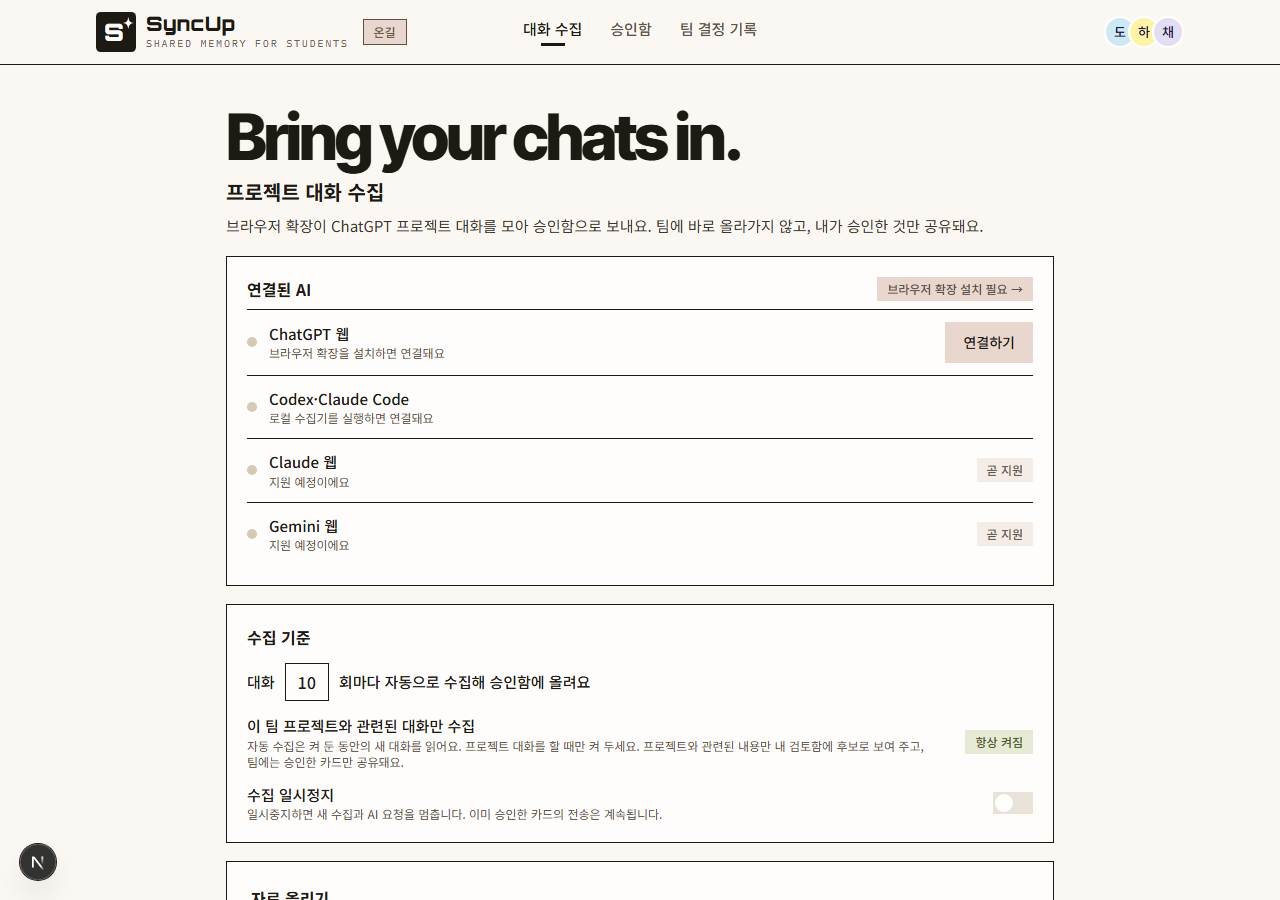 SyncUp
SHARED MEMORY FOR STUDENTS
온길
대화 수집
승인함
팀 결정 기록
도
하
채
Bring your chats in.
프로젝트 대화 수집
브라우저 확장이 ChatGPT 프로젝트 대화를 모아 승인함으로 보내요. 팀에 바로 올라가지 않고, 내가 승인한 것만 공유돼요.
연결된 AI
브라우저 확장 설치 필요 →
ChatGPT 웹
브라우저 확장을 설치하면 연결돼요
연결하기
Codex·Claude Code
로컬 수집기를 실행하면 연결돼요
Claude 웹
지원 예정이에요
곧 지원
Gemini 웹
지원 예정이에요
곧 지원
수집 기준
대화 10 회마다 자동으로 수집해 승인함에 올려요
이 팀 프로젝트와 관련된 대화만 수집
자동 수집은 켜 둔 동안의 새 대화를 읽어요. 프로젝트 대화를 할 때만 켜 두세요. 프로젝트와 관련된 내용만 내 검토함에 후보로 보여 주고,
팀에는 승인한 카드만 공유돼요.
항상 켜짐
수집 일시정지
일시중지하면 새 수집과 AI 요청을 멈춥니다. 이미 승인한 카드의 전송은 계속됩니다.
N
자료 올리기